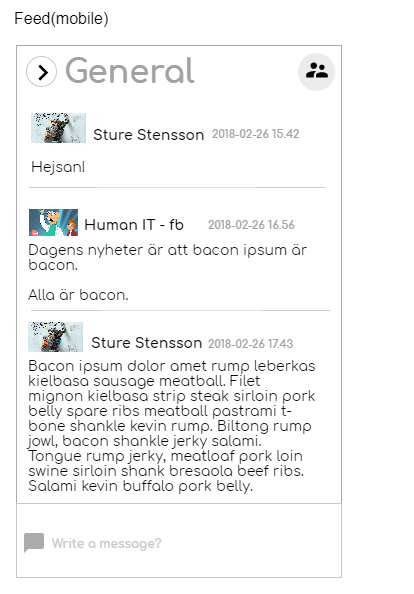 Feed(mobile)
General
Sture Stensson 2018-02-26 15.42
Hejsan!
Human IT - fb 2018-02-26 16.56
Dagens nyheter är att bacon ipsum är
bacon.
Alla är bacon.
Sture Stensson 2018-02-26 17.43
Bacon ipsum dolor amet rump leberkas
kielbasa sausage meatball. Filet
mignon kielbasa strip steak sirloin pork
belly spare ribs meatball pastrami t-
bone shankle kevin rump. Biltong rump
jowl, bacon shankle jerky salami.
Tongue rump jerky, meatloaf pork loin
swine sirloin shank bresaola beef ribs.
Salami kevin buffalo pork belly.
Write a message?